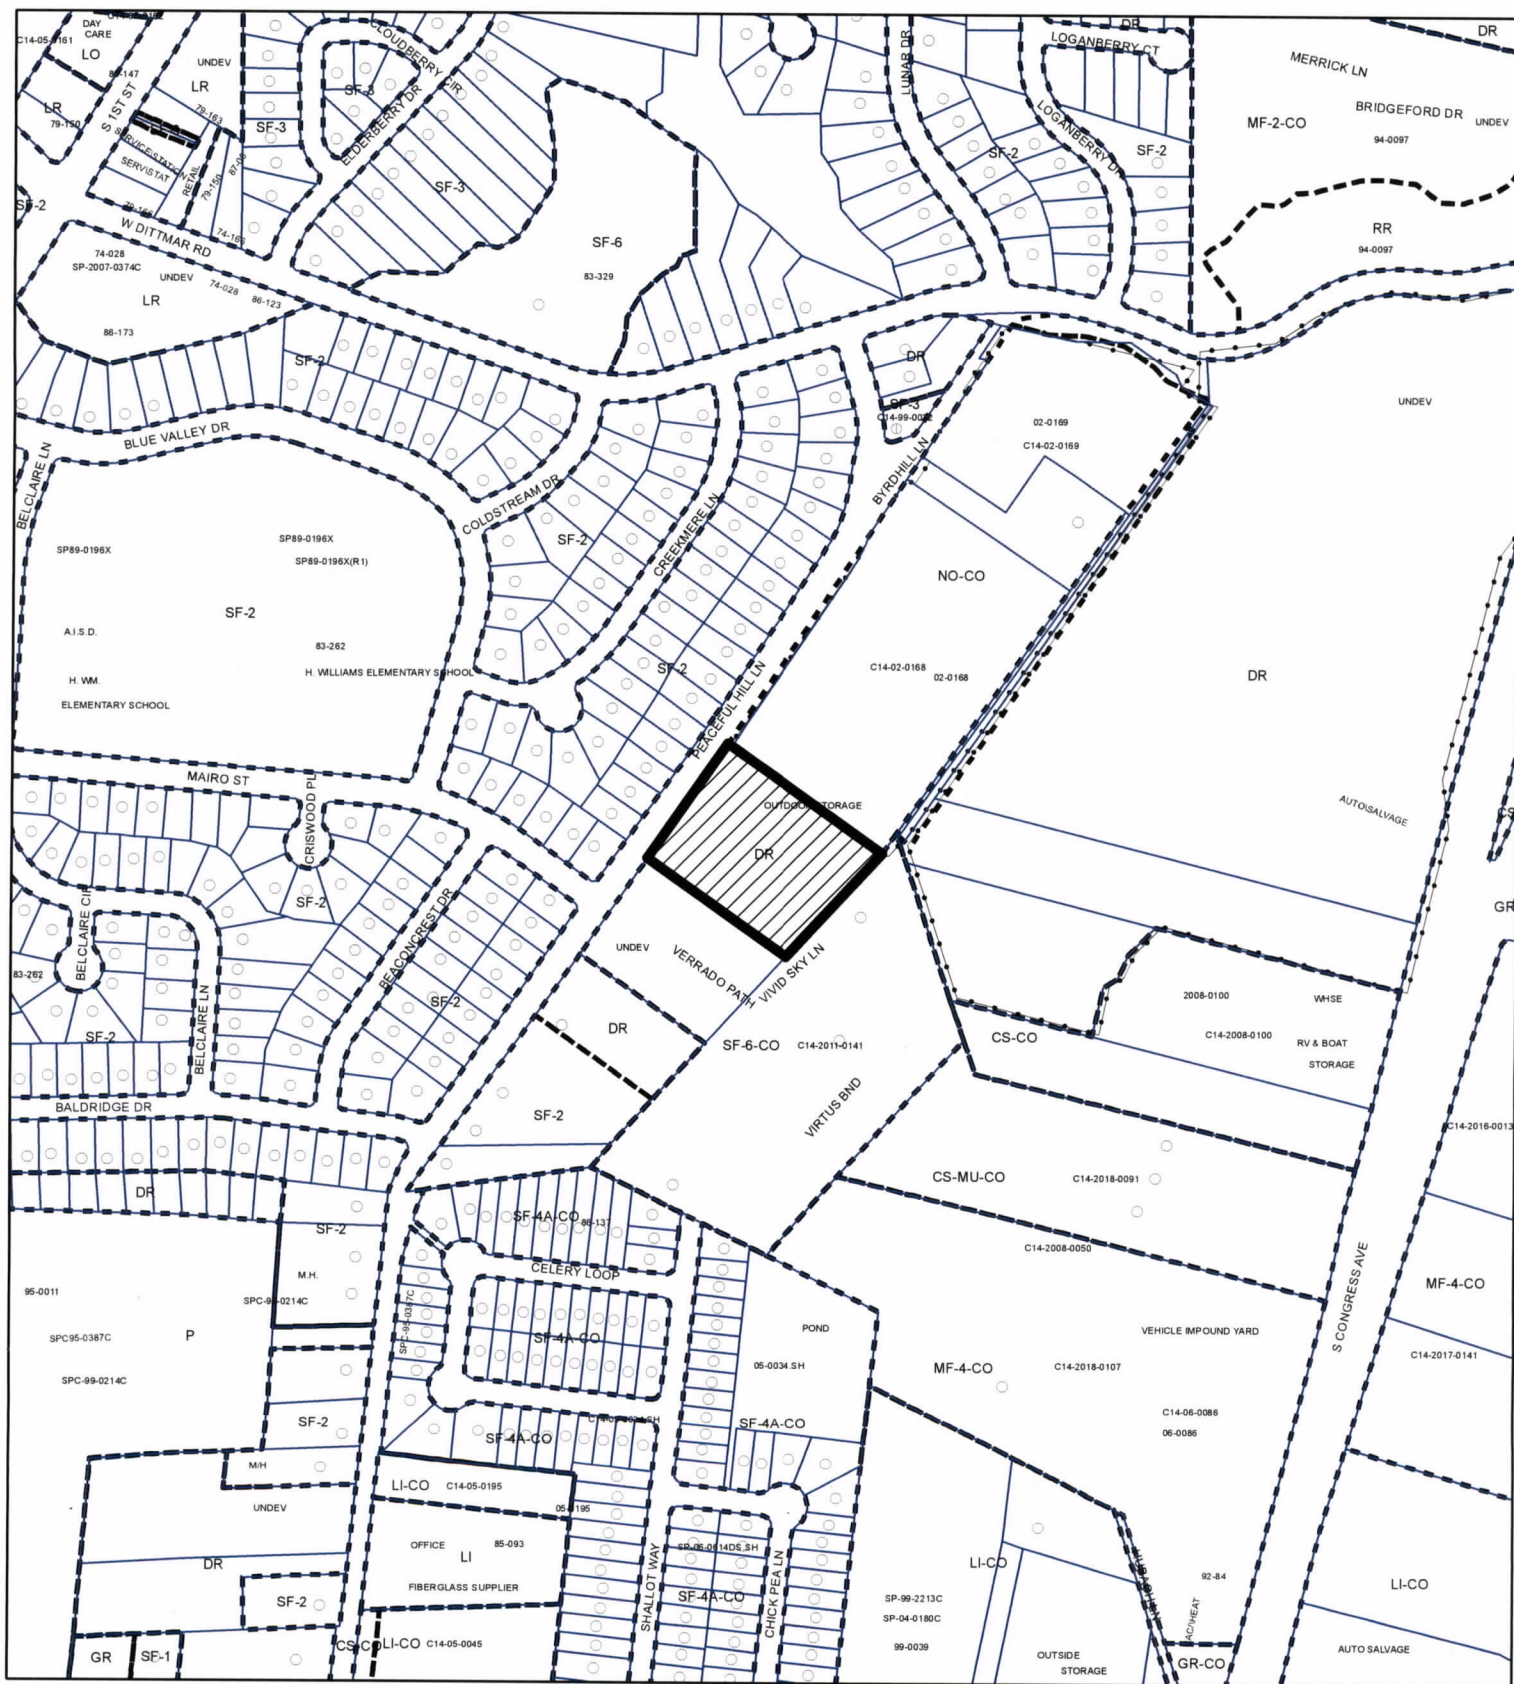 DAY
CARE
C14-05-0161
LO
UNDEV
LR
LR
79-150
79-163
S 1ST ST
SERVICE STATION
SERV\STAT
RETAIL
79-150
SF-3
SF-3
CLOUDBERRY CIR
ELDERBERRY DR
SF-3
SF-2
W DITTMAR RD
74-028
SP-2007-0374C
UNDEV
74-028
86-123
LR
86-173
SF-6
83-329
LUNAR DR
DR
LOGANBERRY CT
LOGANBERRY DR
SF-2
SF-2
DR
MERRICK LN
BRIDGEFORD DR
MF-2-CO
UNDEV
94-0097
RR
94-0097
SF-2
BLUE VALLEY DR
BELCLAIRE LN
COLDSTREAM DR
SF-2
CREEKMERE LN
DR
SF-3
BYRDHILL LN
02-0169
C14-02-0169
UNDEV
SP89-0196X
SP89-0196X
SP89-0196X(R1)
SF-2
A.I.S.D.
83-262
H. WM.
H. WILLIAMS ELEMENTARY SCHOOL
ELEMENTARY SCHOOL
NO-CO
C14-02-0168
02-0168
SF-2
PEACEFUL HILL LN
DR
MAIRO ST
CRISWOOD PL
OUTDOOR STORAGE
DR
AUTO\SALVAGE
CS
GR
SF-2
BELCLAIRE CIR
83-262
BEACONCREST DR
SF-2
BELCLAIRE LN
SF-2
UNDEV
VERRADO PATH
VIVID SKY LN
DR
SF-6-CO
C14-2011-0141
2008-0100
WHSE
CS-CO
C14-2008-0100
RV & BOAT
STORAGE
BALDRIDGE DR
SF-2
VIRTUS BND
C14-2016-0013
DR
CS-MU-CO
C14-2018-0091
SF-2
SF-4A-CO
86-137
C14-2008-0050
M.H.
CELERY LOOP
MF-4-CO
95-0011
SPC-99-0214C
SPC-95-0387C
S CONGRESS AVE
SPC95-0387C
P
SF-4A-CO
POND
VEHICLE IMPOUND YARD
SPC-99-0214C
05-0034.SH
MF-4-CO
C14-2018-0107
C14-2017-0141
SF-2
C14-06-0086
06-0086
SF-4A-CO
SF-4A-CO
M/H
LI-CO
C14-05-0195
UNDEV
OFFICE
85-093
LI
SP-06-0614DS.SH
DR
FIBERGLASS SUPPLIER
SHALLOT WAY
CHICK PEA LN
LI-CO
92-84
LI-CO
SF-2
SF-4A-CO
SP-99-2213C
SP-04-0180C
AC/HEAT
99-0039
GR
SF-1
CS-CO
LI-CO
C14-05-0045
OUTSIDE
STORAGE
GR-CO
AUTO SALVAGE